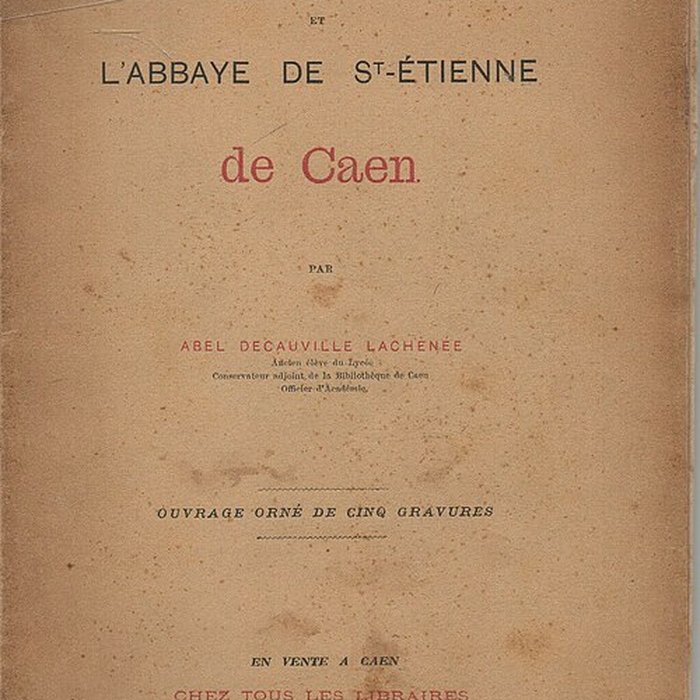 ET
L'ABBAYE DE ST-ÉTIENNE
de Caen
PAR
ABEL DECAUVILLE LACHÊNÉE
Ancien élève du Lycée
Conservateur adjoint de la Bibliothèque de Caen
Officier d'Académie.
OUVRAGE ORNÉ DE CINQ GRAVURES
EN VENTE A CAEN
CHEZ TOUS LES LIBRAIRES